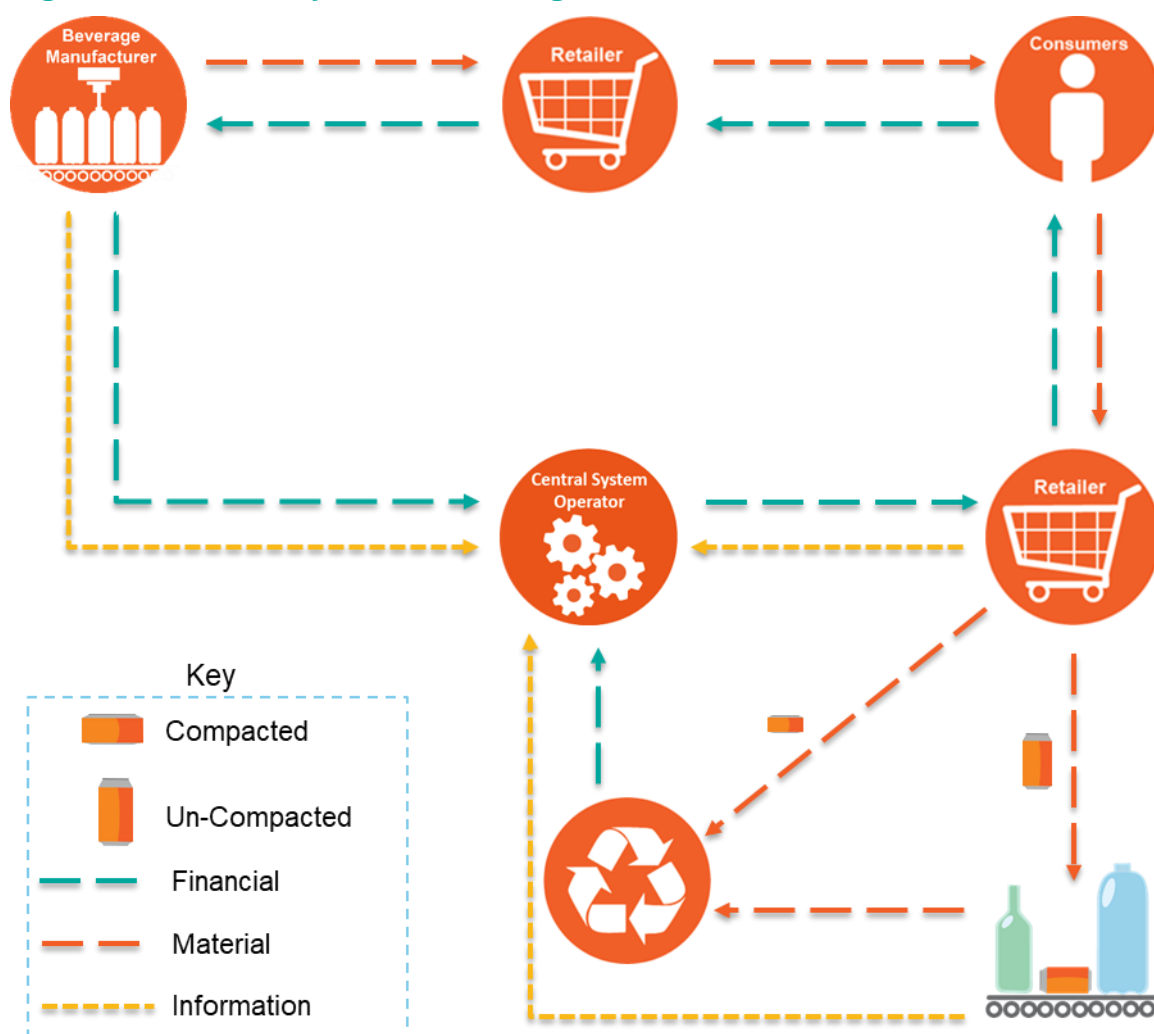 Beverage
Manufacturer
Retailer
Consumers
Central System
Operator
Retailer
Key
Compacted
Un-Compacted
Financial
Material
Information